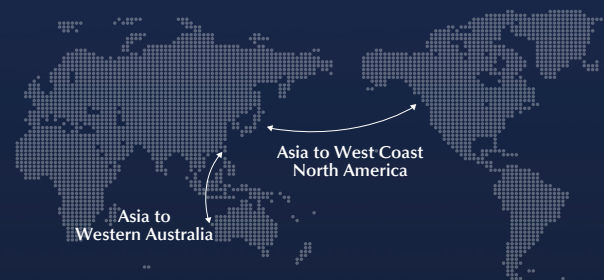 Asia to West Coast
North America
Asia to
Western Australia